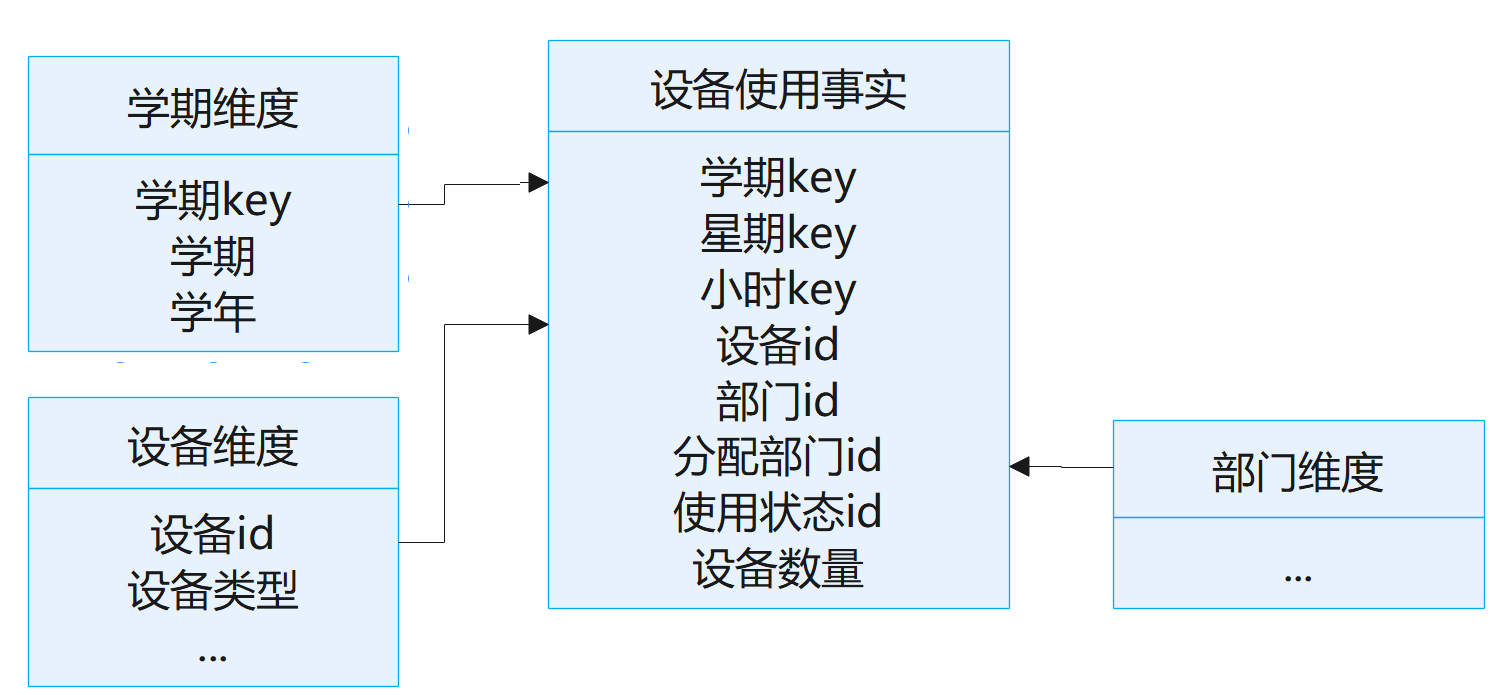 学期维度
学期key
学期
学年
设备维度
设备id
设备类型
...
设备使用事实
学期key
星期key
小时key
设备id
部门id
分配部门id
使用状态id
设备数量
部门维度
...